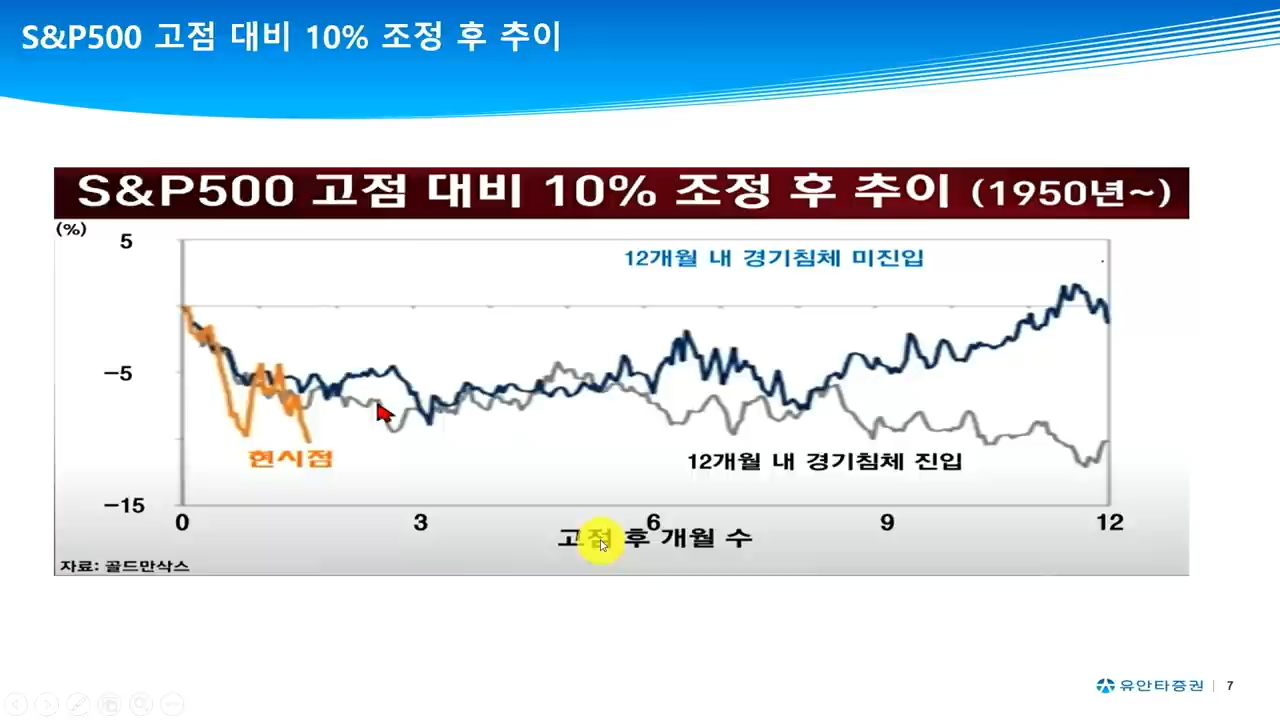 S&P500 고점 대비 10% 조정 후 추이
S&P500 고점 대비 10% 조정 후 추이 (1950년~)
(%)
5
12개월 내 경기침체 미진입
−5
현시점
12개월 내 경기침체 진입
−15
0 3 6 9 12
고점 후 개월 수
자료: 골드만삭스
유안타증권 | 7